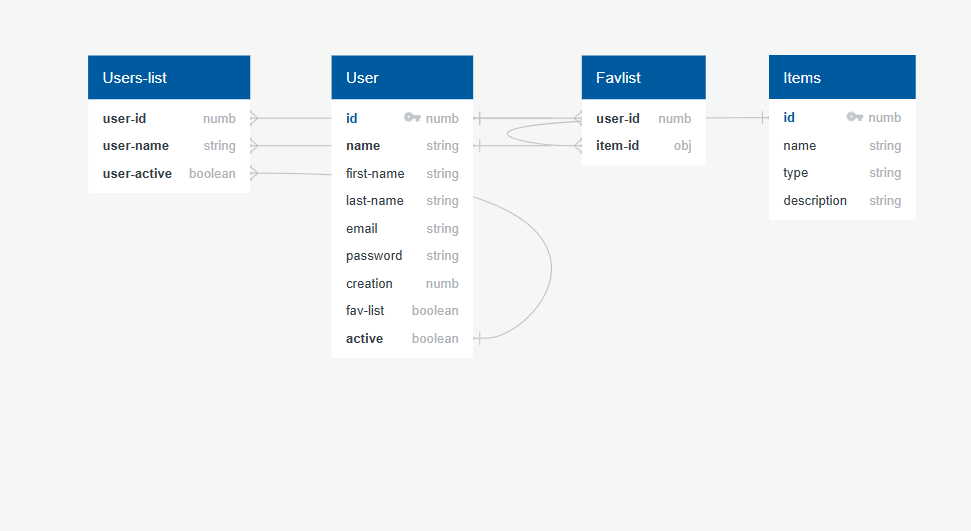 Users-list
user-id numb
user-name string
user-active boolean
User
id numb
name string
first-name string
last-name string
email string
password string
creation numb
fav-list boolean
active boolean
Favlist
user-id numb
item-id obj
Items
id numb
name string
type string
description string